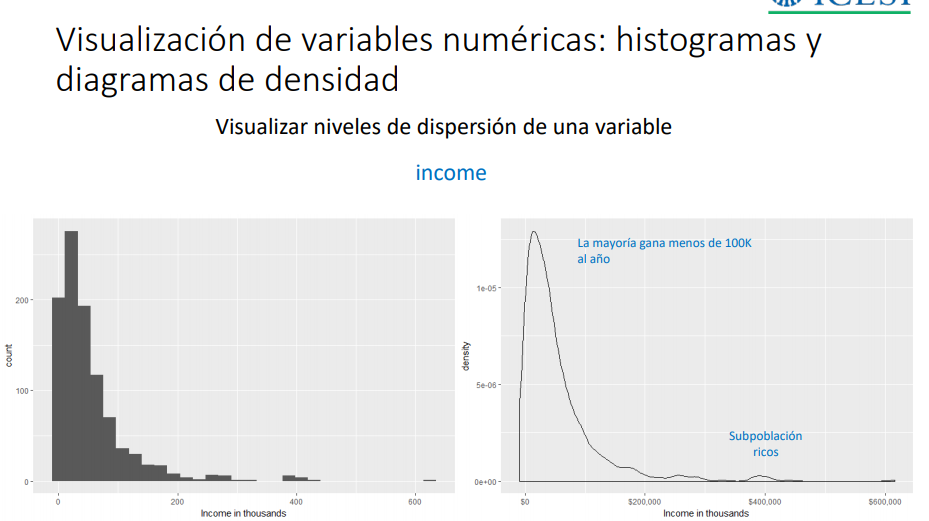 ICESI
Visualización de variables numéricas: histogramas y
diagramas de densidad
Visualizar niveles de dispersión de una variable
income
count
200
100
0
0
200
400
600
Income in thousands
density
1e-05
5e-06
0e+00
La mayoría gana menos de 100K
al año
Subpoblación
ricos
$0
$200,000
$400,000
$600,000
Income in thousands